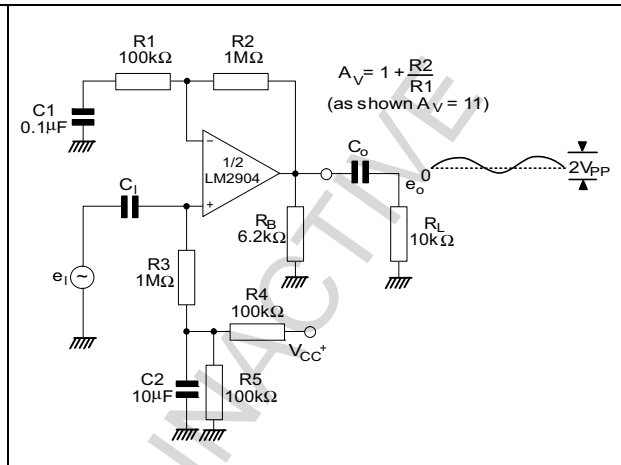 R1
100kΩ
R2
1MΩ
A_V = 1 + R2/R1
(as shown A_V = 11)
C1
0.1µF
1/2
LM2904
C_I
C_o
0
2V_PP
e_o
R_B
6.2kΩ
R_L
10kΩ
e_I
~
R3
1MΩ
R4
100kΩ
V_CC+
C2
10µF
R5
100kΩ
INACTIVE